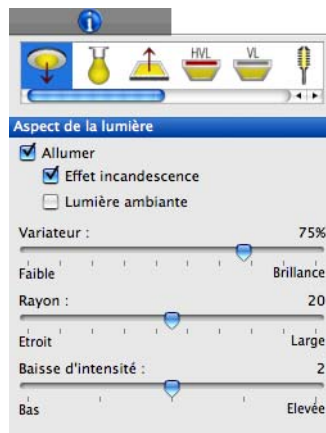 HVL VL
Aspect de la lumière
Allumer
Effet incandescence
Lumière ambiante
Variateur : 75%
Faible Brillance
Rayon : 20
Etroit Large
Baisse d'intensité : 2
Bas Elevée